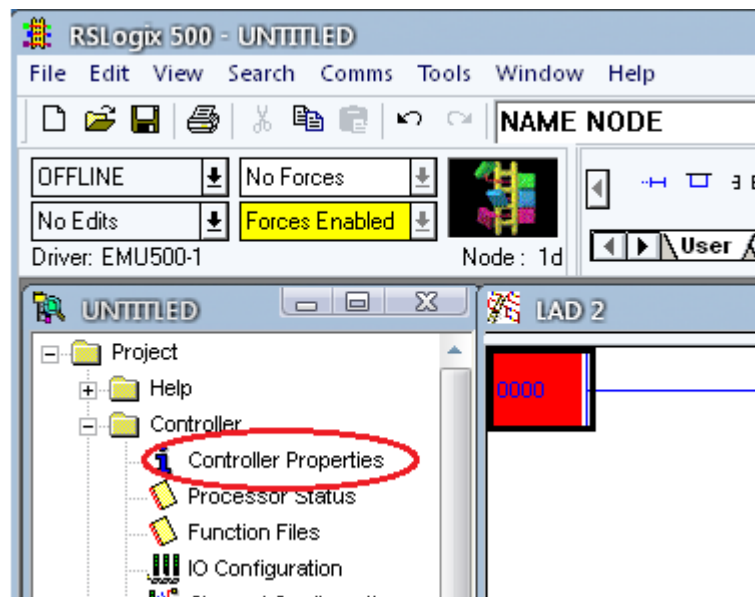 RSLogix 500 - UNTITLED
File Edit View Search Comms Tools Window Help
NAME NODE
OFFLINE No Forces
No Edits Forces Enabled
Driver: EMU500-1 Node : 1d
User
UNTITLED
LAD 2
Project
Help
Controller
Controller Properties
Processor Status
Function Files
IO Configuration
0000